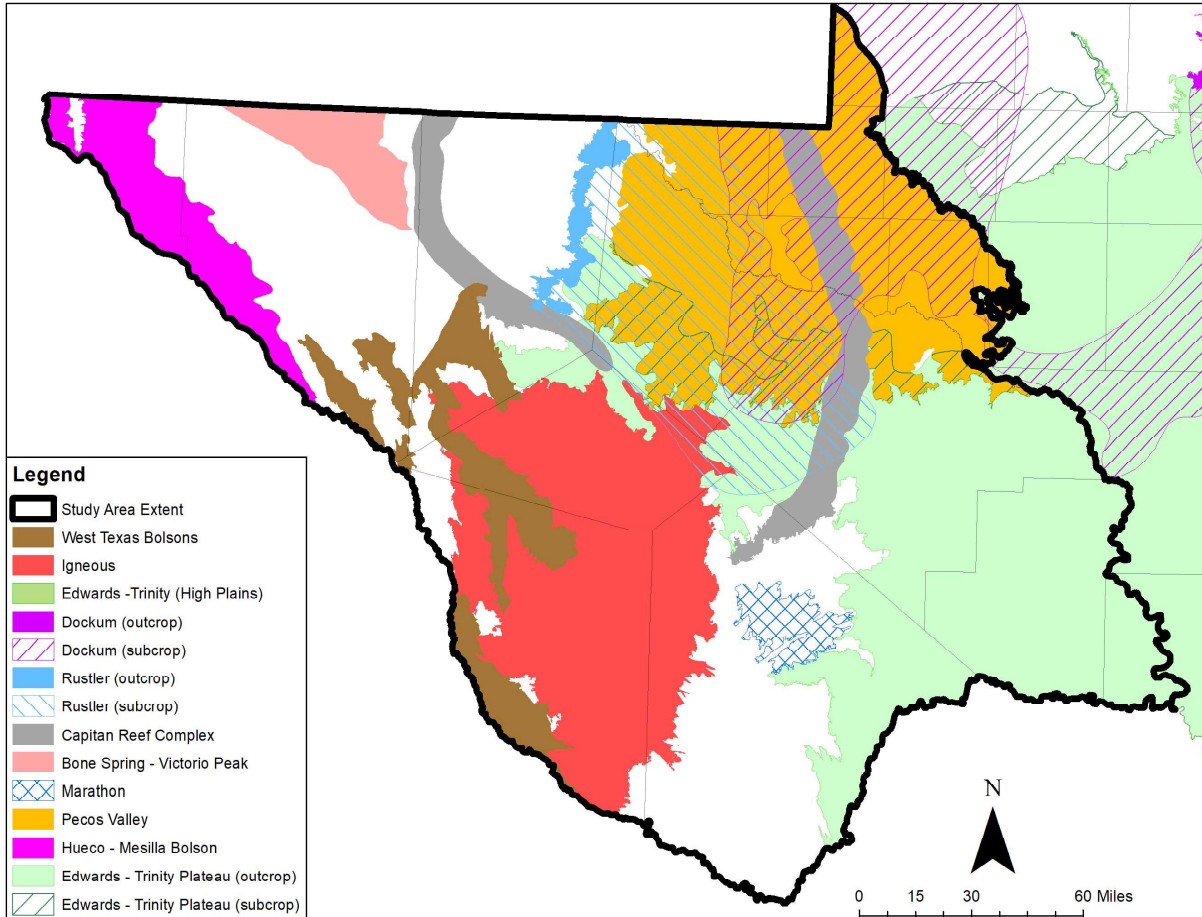 Legend
Study Area Extent
West Texas Bolsons
Igneous
Edwards -Trinity (High Plains)
Dockum (outcrop)
Dockum (subcrop)
Rustler (outcrop)
Rustler (subcrop)
Capitan Reef Complex
Bone Spring - Victorio Peak
Marathon
Pecos Valley
Hueco - Mesilla Bolson
Edwards - Trinity Plateau (outcrop)
Edwards - Trinity Plateau (subcrop)
N
0 15 30 60 Miles